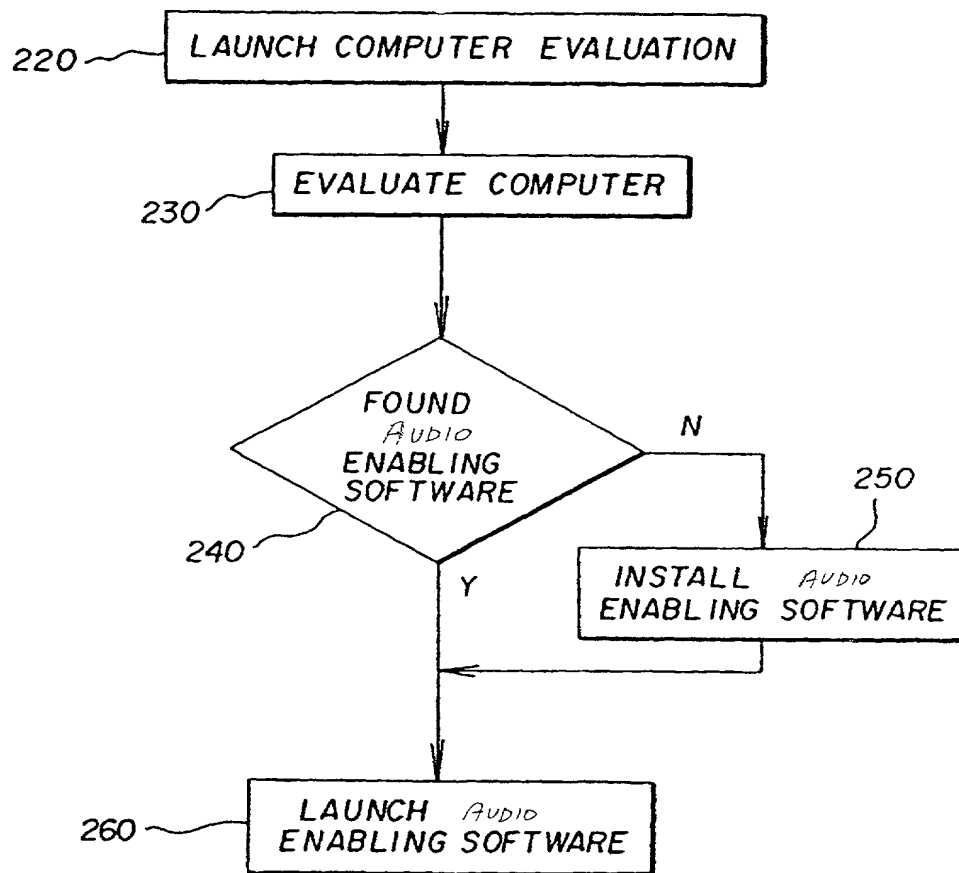 220
LAUNCH COMPUTER EVALUATION
EVALUATE COMPUTER
230
FOUND
AUDIO
ENABLING
SOFTWARE
N
240
Y
250
INSTALL AUDIO
ENABLING SOFTWARE
LAUNCH AUDIO
ENABLING SOFTWARE
260